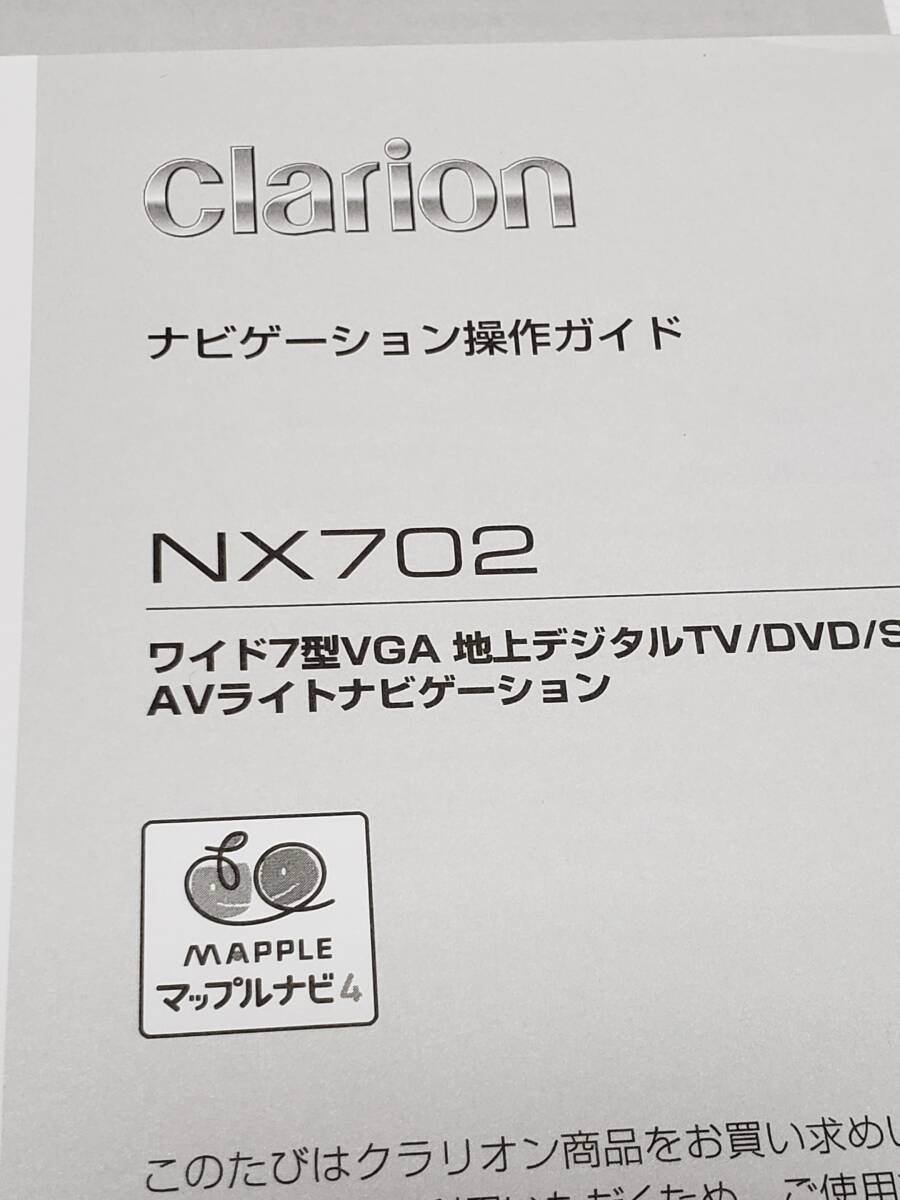 clarion
ナビゲーション操作ガイド
NX702
ワイド7型VGA 地上デジタルTV/DVD/S
AVライトナビゲーション
MAPPLE
マップルナビ4
このたびはクラリオン商品をお買い求めい
ご使用